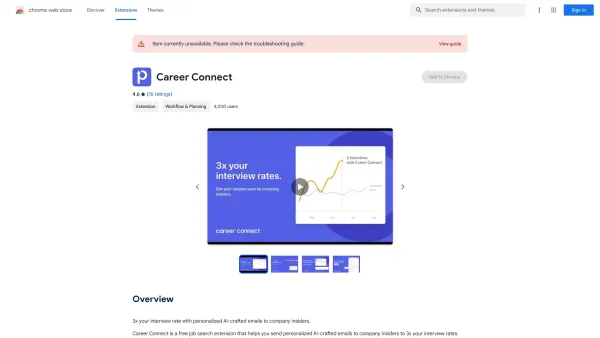 chrome web store
Discover
Extensions
Themes
Search extensions and themes
Sign in
Item currently unavailable. Please check the troubleshooting guide.
View guide
Career Connect
Add to Chrome
4.6 ★ (16 ratings)
Extension
Workflow & Planning
4,000 users
3x your
interview rates.
Get your resume seen by company
insiders.
3 interviews
with Career Connect
career connect
Overview
3x your interview rate with personalized AI-crafted emails to company insiders.
Career Connect is a free job search extension that helps you send personalized AI-crafted emails to company insiders to 3x your interview rates.